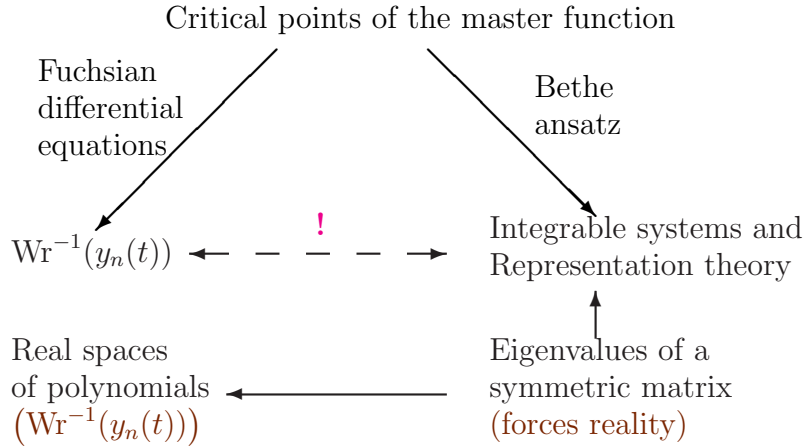 Critical points of the master function
Fuchsian
differential
equations
Bethe
ansatz
Wr⁻¹(yₙ(t))
!
Integrable systems and
Representation theory
Real spaces
of polynomials
(Wr⁻¹(yₙ(t)))
Eigenvalues of a
symmetric matrix
(forces reality)